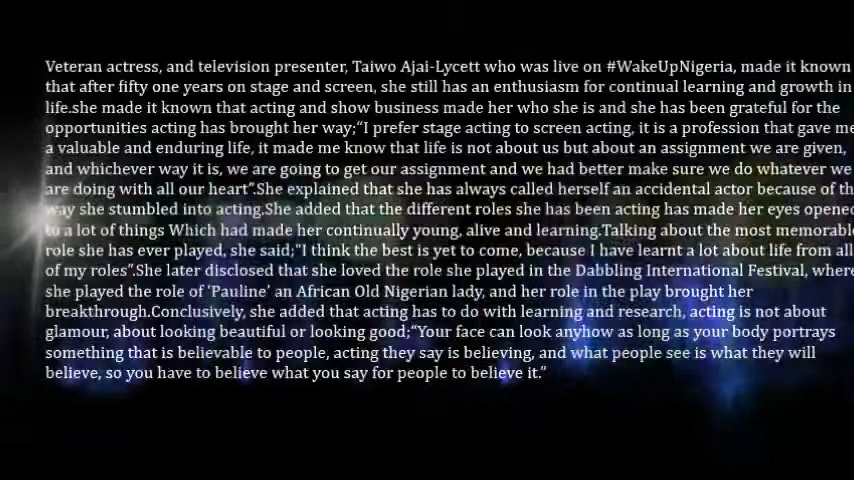 Veteran actress, and television presenter, Taiwo Ajai-Lycett who was live on #WakeUpNigeria, made it known
that after fifty one years on stage and screen, she still has an enthusiasm for continual learning and growth in
life.she made it known that acting and show business made her who she is and she has been grateful for the
opportunities acting has brought her way;“I prefer stage acting to screen acting, it is a profession that gave me
a valuable and enduring life, it made me know that life is not about us but about an assignment we are given,
and whichever way it is, we are going to get our assignment and we had better make sure we do whatever we
are doing with all our heart”.She explained that she has always called herself an accidental actor because of th
way she stumbled into acting.She added that the different roles she has been acting has made her eyes opened
to a lot of things Which had made her continually young, alive and learning.Talking about the most memorabl
role she has ever played, she said;“I think the best is yet to come, because I have learnt a lot about life from all
of my roles”.She later disclosed that she loved the role she played in the Dabbling International Festival, where
she played the role of ‘Pauline’ an African Old Nigerian lady, and her role in the play brought her
breakthrough.Conclusively, she added that acting has to do with learning and research, acting is not about
glamour, about looking beautiful or looking good;“Your face can look anyhow as long as your body portrays
something that is believable to people, acting they say is believing, and what people see is what they will
believe, so you have to believe what you say for people to believe it.”